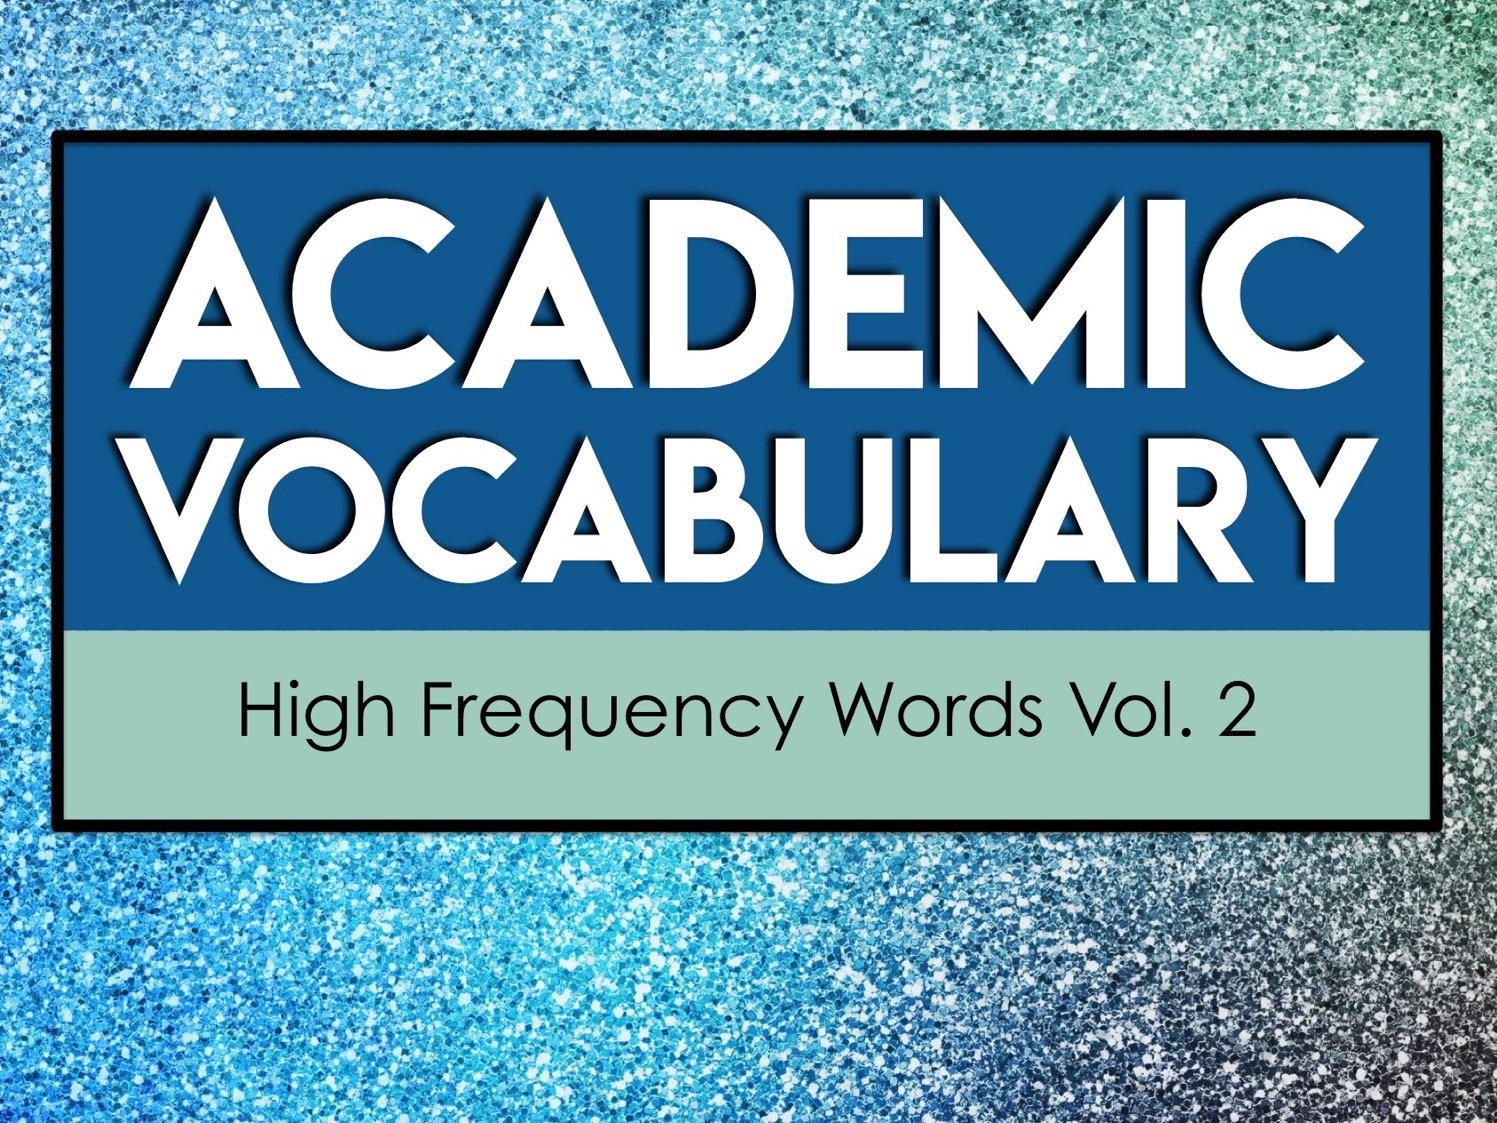 ACADEMIC
VOCABULARY
High Frequency Words Vol. 2